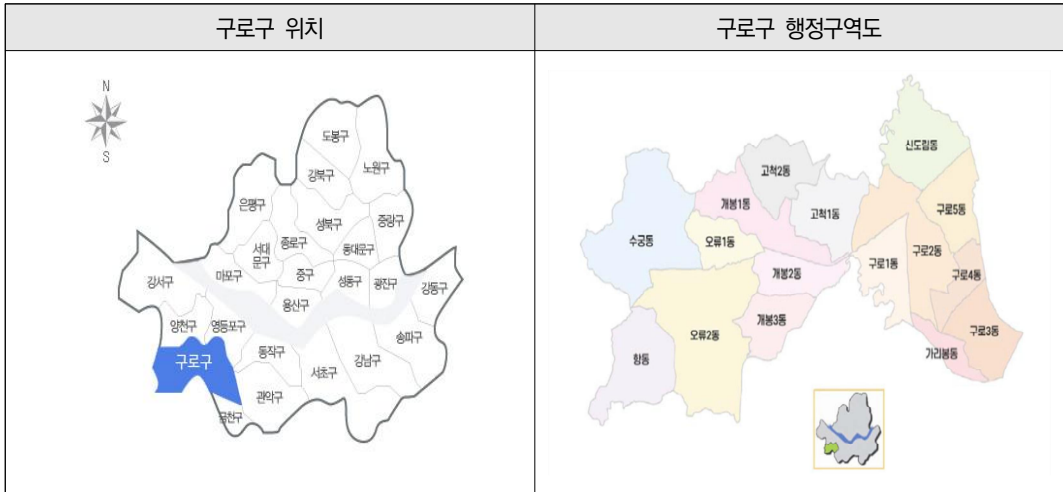 구로구 위치
구로구 행정구역도
N
S
도봉구
노원구
강북구
은평구
성북구
중랑구
종로구
동대문구
서대
문구
마포구
중구
성동구
광진구
강동구
강서구
용산구
양천구
영등포구
송파구
동작구
강남구
서초구
구로구
관악구
금천구
신도림동
고척2동
개봉1동
고척1동
구로5동
수궁동
오류1동
구로2동
구로1동
개봉2동
구로4동
개봉3동
오류2동
구로3동
가리봉동
항동